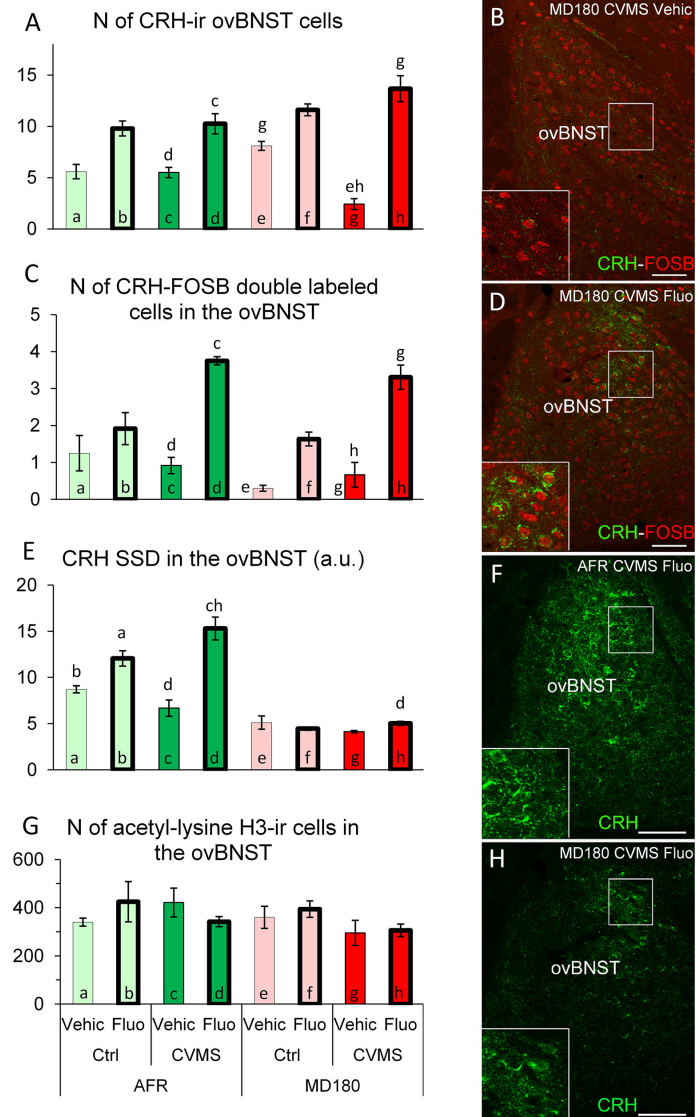 A
N of CRH-ir ovBNST cells
15
10
5
0
a
b
d
c
c
d
g
e
f
eh
g
g
h
B
MD180 CVMS Vehic
ovBNST
CRH-FOSB
C
N of CRH-FOSB double labeled
cells in the ovBNST
5
4
3
2
1
0
a
b
d
c
c
d
e
f
h
g
g
h
D
MD180 CVMS Fluo
ovBNST
CRH-FOSB
E
CRH SSD in the ovBNST (a.u.)
20
15
10
5
0
b
a
a
b
d
c
ch
d
e
f
g
d
h
F
AFR CVMS Fluo
ovBNST
CRH
G
N of acetyl-lysine H3-ir cells in
the ovBNST
600
400
200
0
a
b
c
d
e
f
g
h
Vehic Fluo Vehic Fluo Vehic Fluo Vehic Fluo
Ctrl CVMS Ctrl CVMS
AFR MD180
H
MD180 CVMS Fluo
ovBNST
CRH